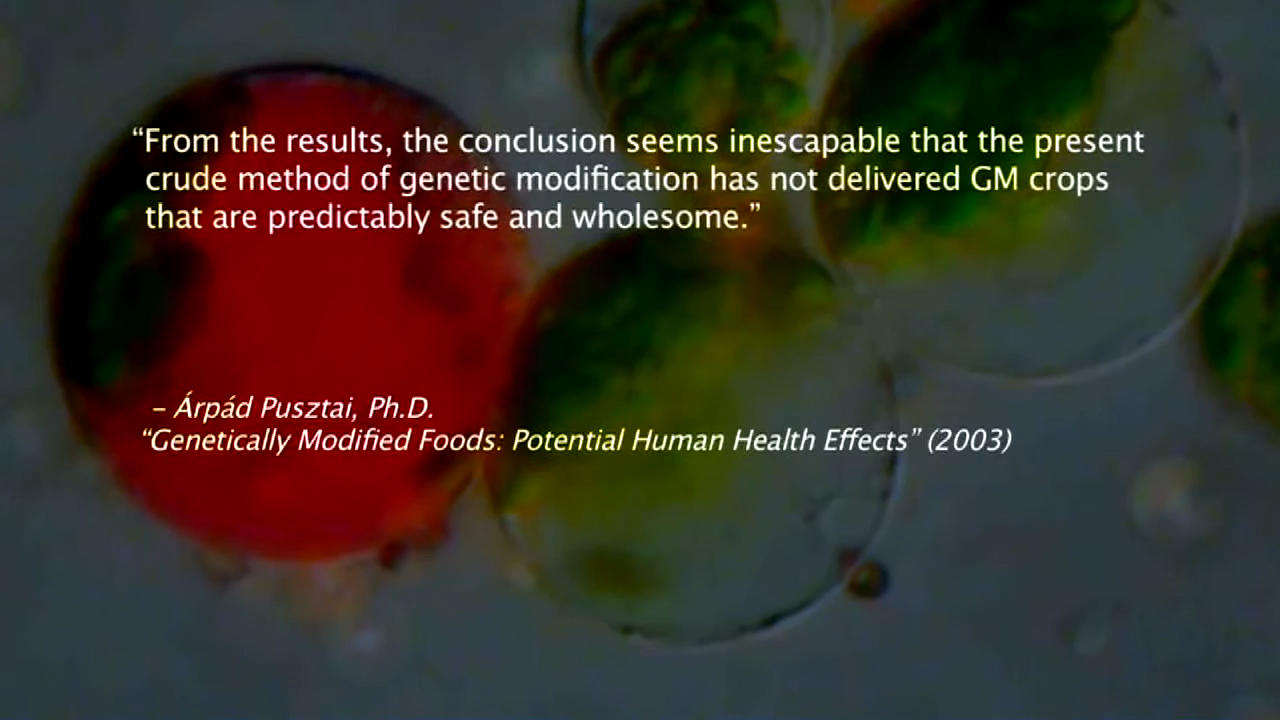 “From the results, the conclusion seems inescapable that the present
crude method of genetic modification has not delivered GM crops
that are predictably safe and wholesome.”
– Árpád Pusztai, Ph.D.
“Genetically Modified Foods: Potential Human Health Effects” (2003)